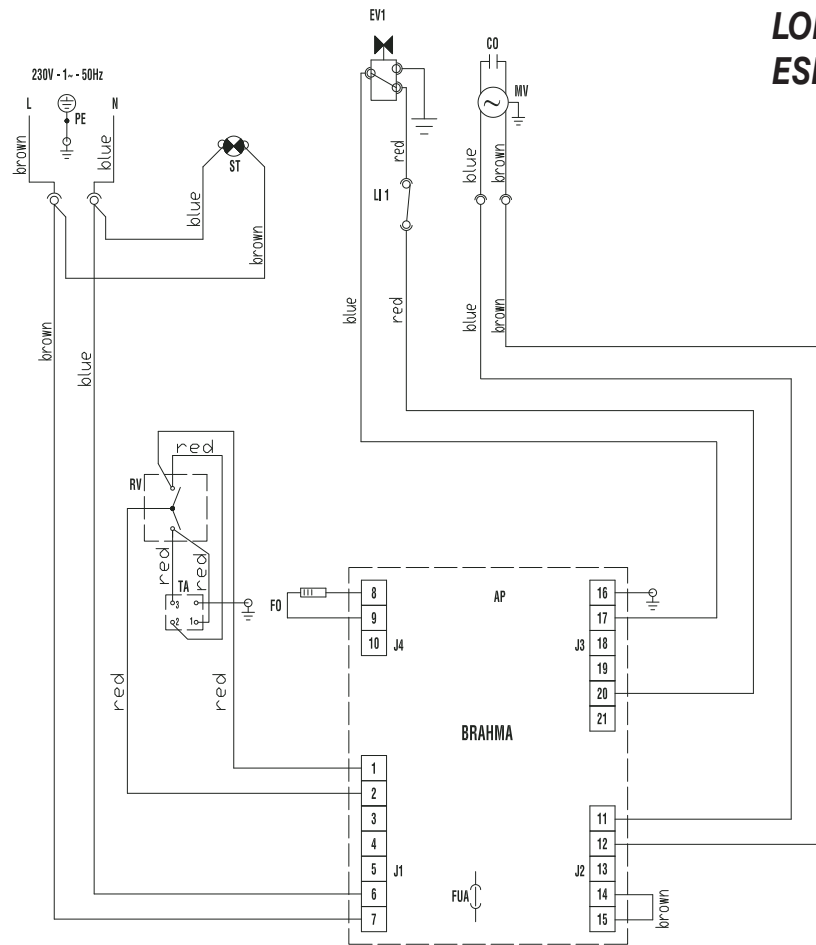 EV1
CO
LO
ESI
230V - 1~ - 50Hz
L
PE
N
MV
brown
blue
ST
red
blue
brown
LI 1
blue
brown
blue
red
blue
brown
brown
blue
red
RV
red
red
TA
3
2
1
FO
8
9
10
J4
AP
16
17
18
19
20
21
J3
red
red
BRAHMA
1
2
3
4
5
6
7
J1
FUA
11
12
13
14
15
J2
brown